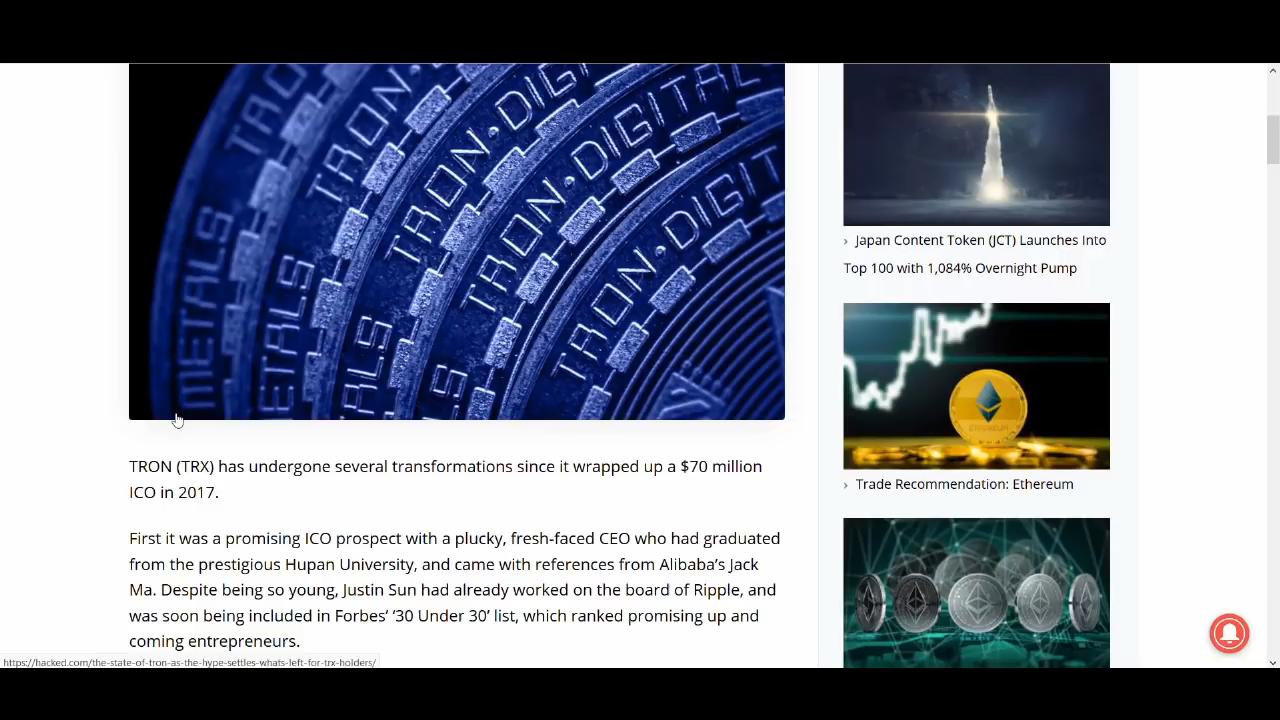 TRON
TRON
TRON·DIGITAL
TRON·DIGITAL
TRON·DIGIT
METALS
ETALS
ALS
LS
TRON (TRX) has undergone several transformations since it wrapped up a $70 million
ICO in 2017.
First it was a promising ICO prospect with a plucky, fresh-faced CEO who had graduated
from the prestigious Hupan University, and came with references from Alibaba’s Jack
Ma. Despite being so young, Justin Sun had already worked on the board of Ripple, and
was soon being included in Forbes’ ‘30 Under 30’ list, which ranked promising up and
coming entrepreneurs.
https://hacked.com/the-state-of-tron-as-the-hype-settles-whats-left-for-trx-holders/
› Japan Content Token (JCT) Launches Into
Top 100 with 1,084% Overnight Pump
› Trade Recommendation: Ethereum